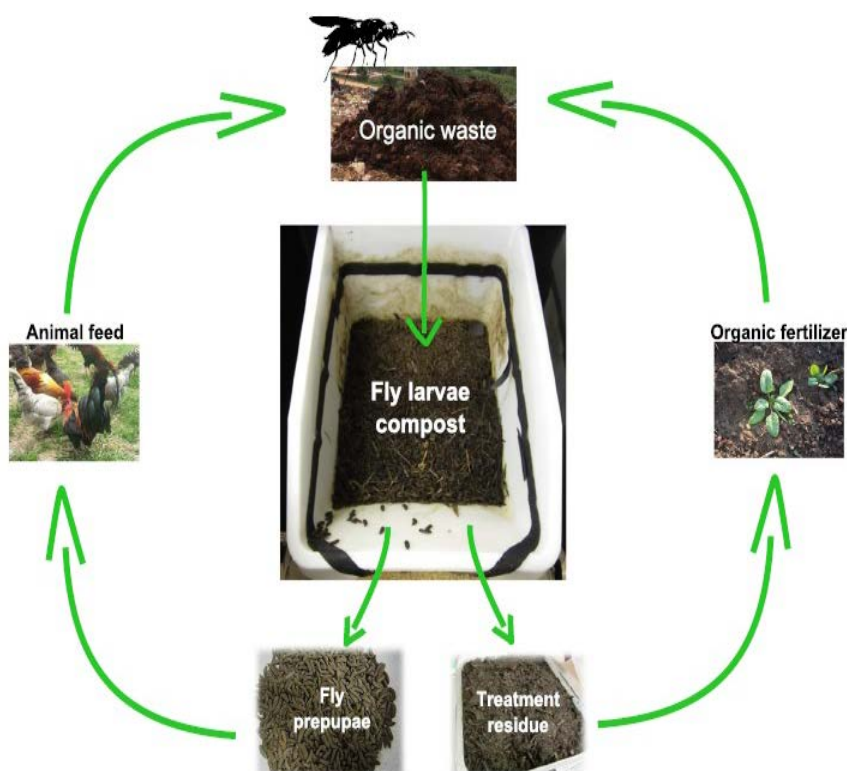 Organic waste
Animal feed
Organic fertilizer
Fly larvae
compost
Fly
prepupae
Treatment
residue